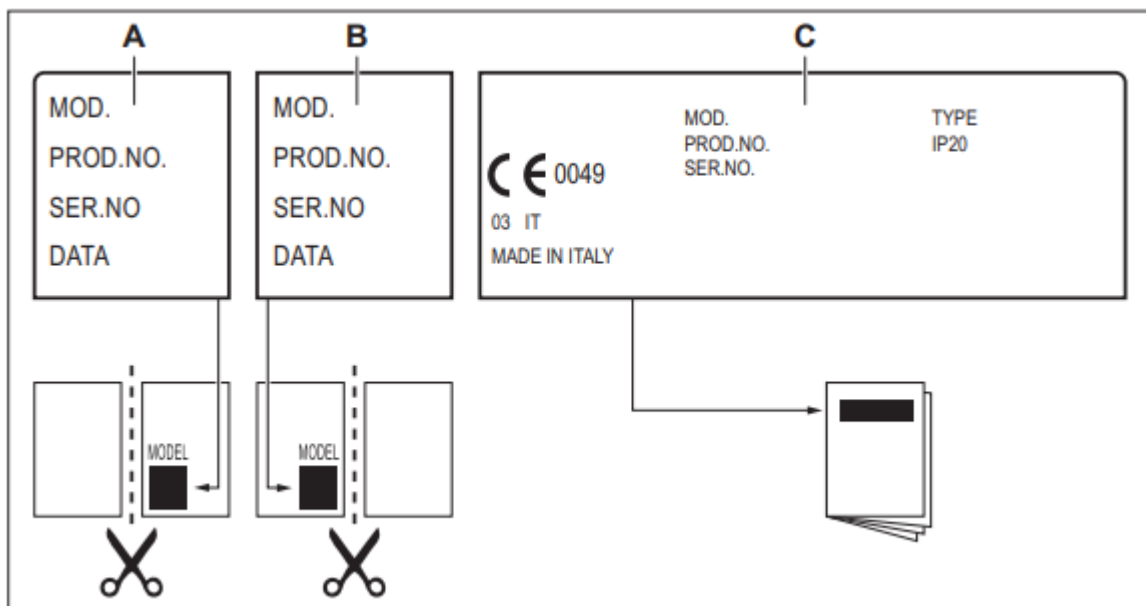 A
B
C
MOD.
PROD.NO.
SER.NO
DATA
MOD.
PROD.NO.
SER.NO
DATA
MOD.
PROD.NO.
SER.NO.
TYPE
IP20
CE 0049
03 IT
MADE IN ITALY
MODEL
MODEL